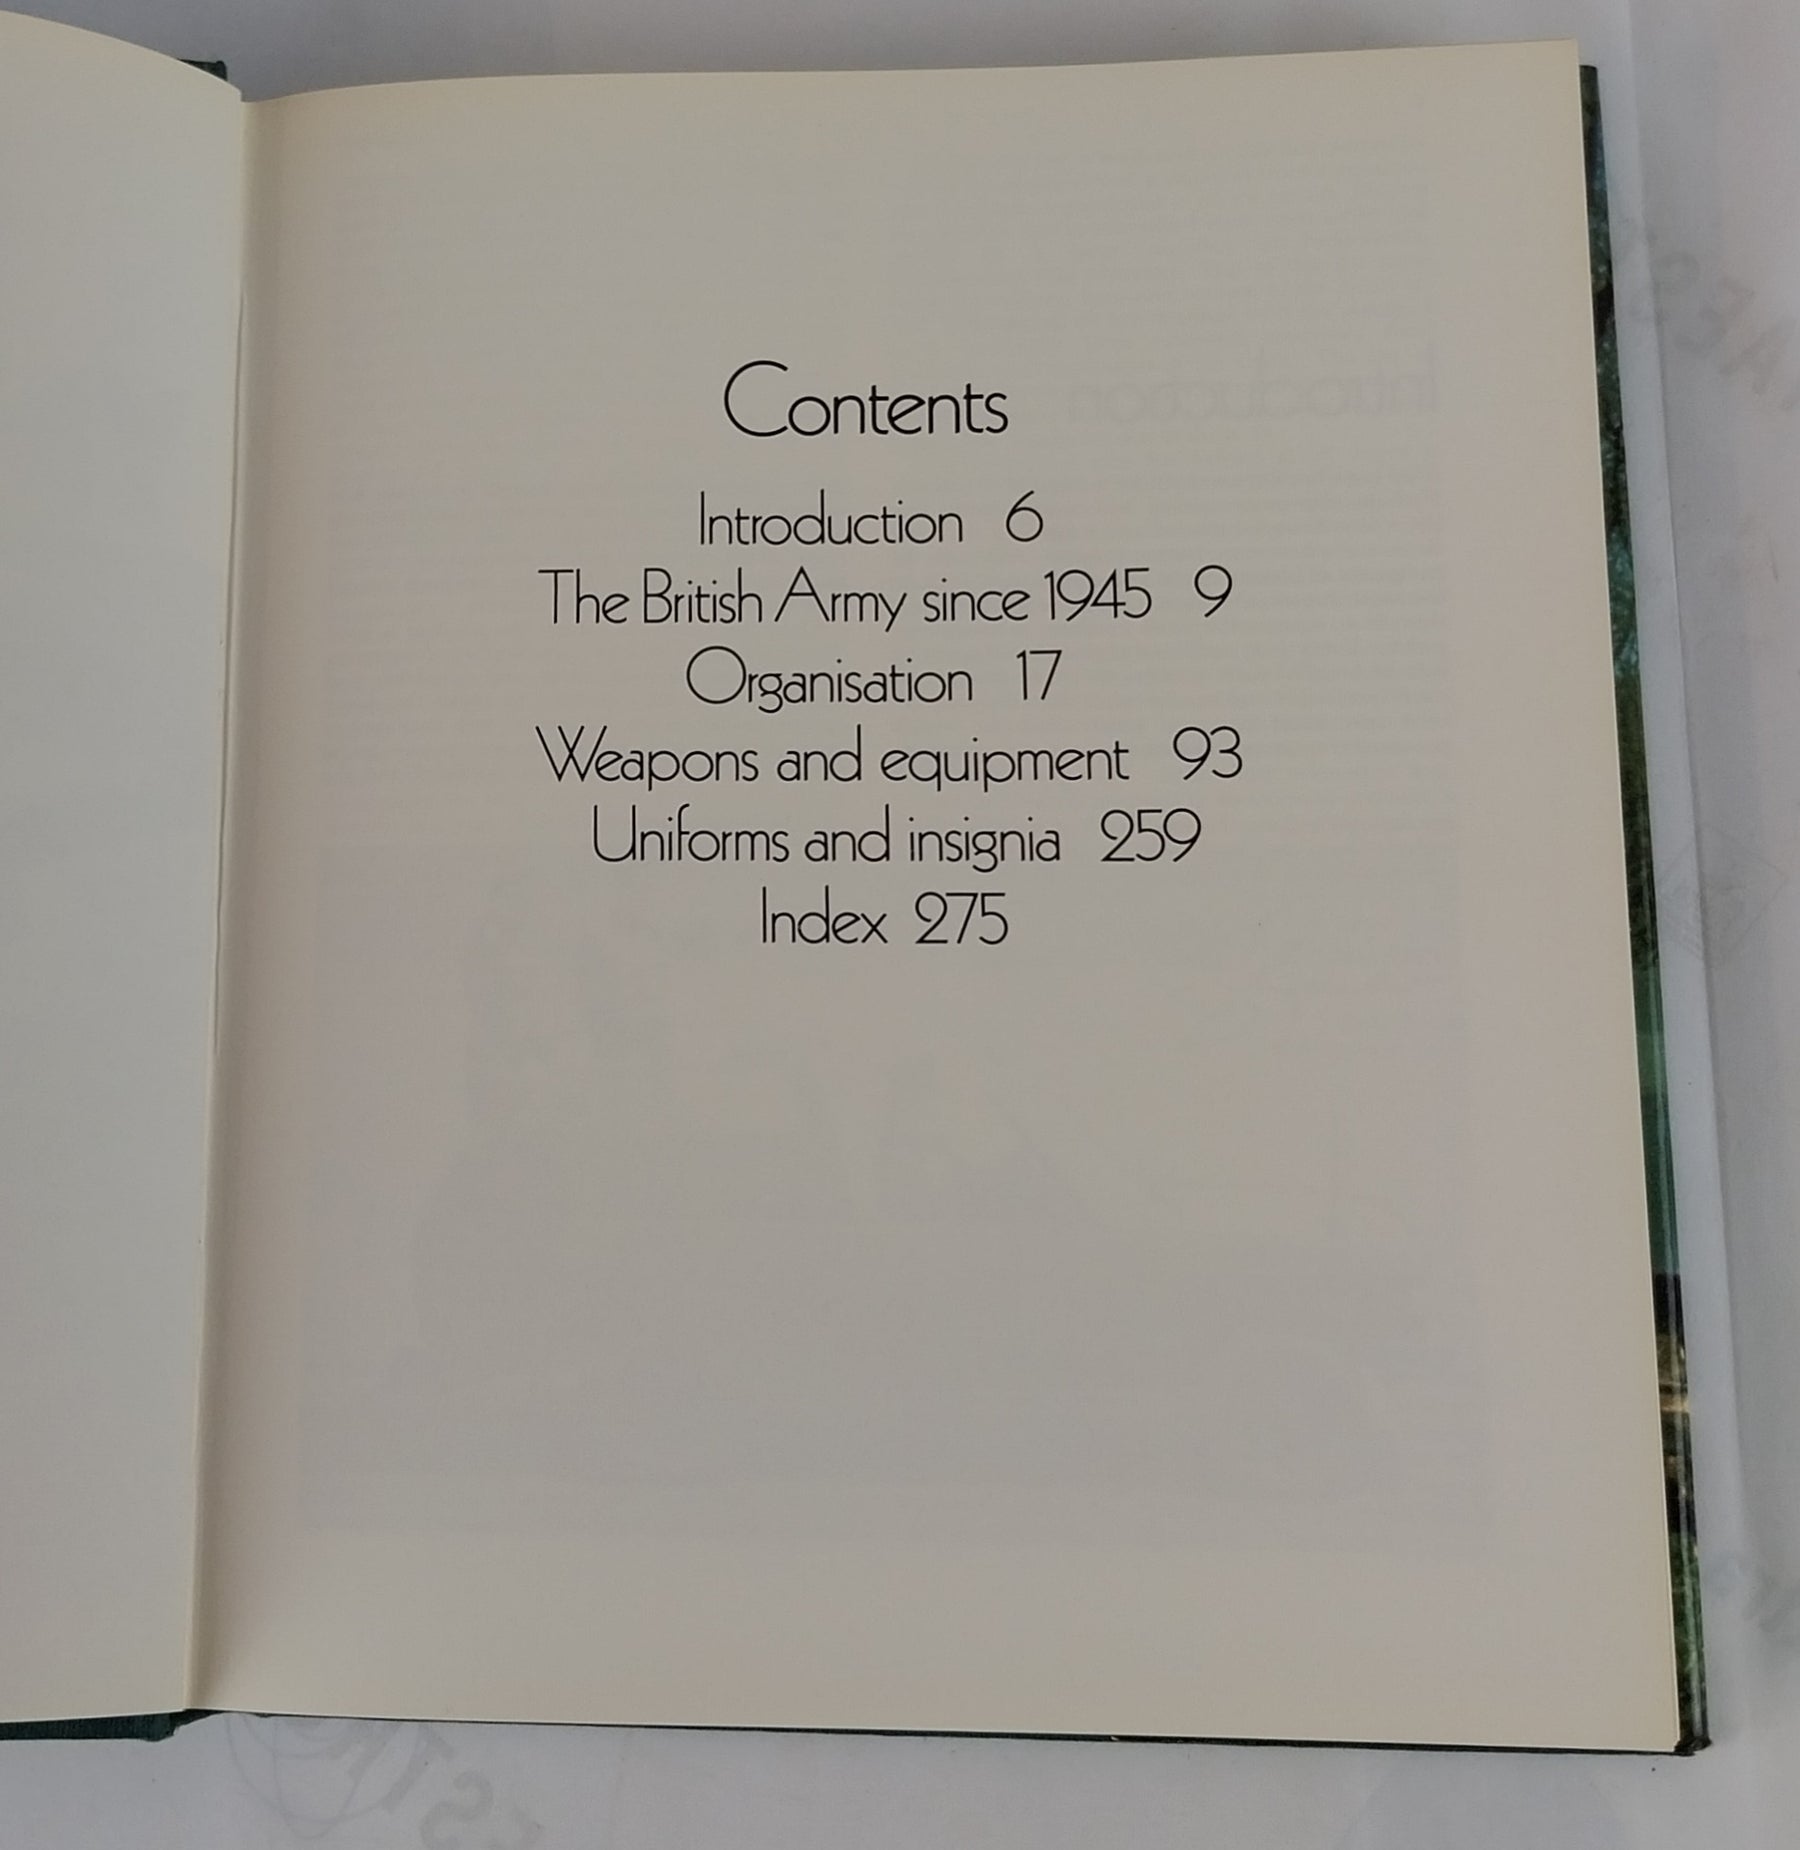 Contents
Introduction 6
The British Army since 1945 9
Organisation 17
Weapons and equipment 93
Uniforms and insignia 259
Index 275